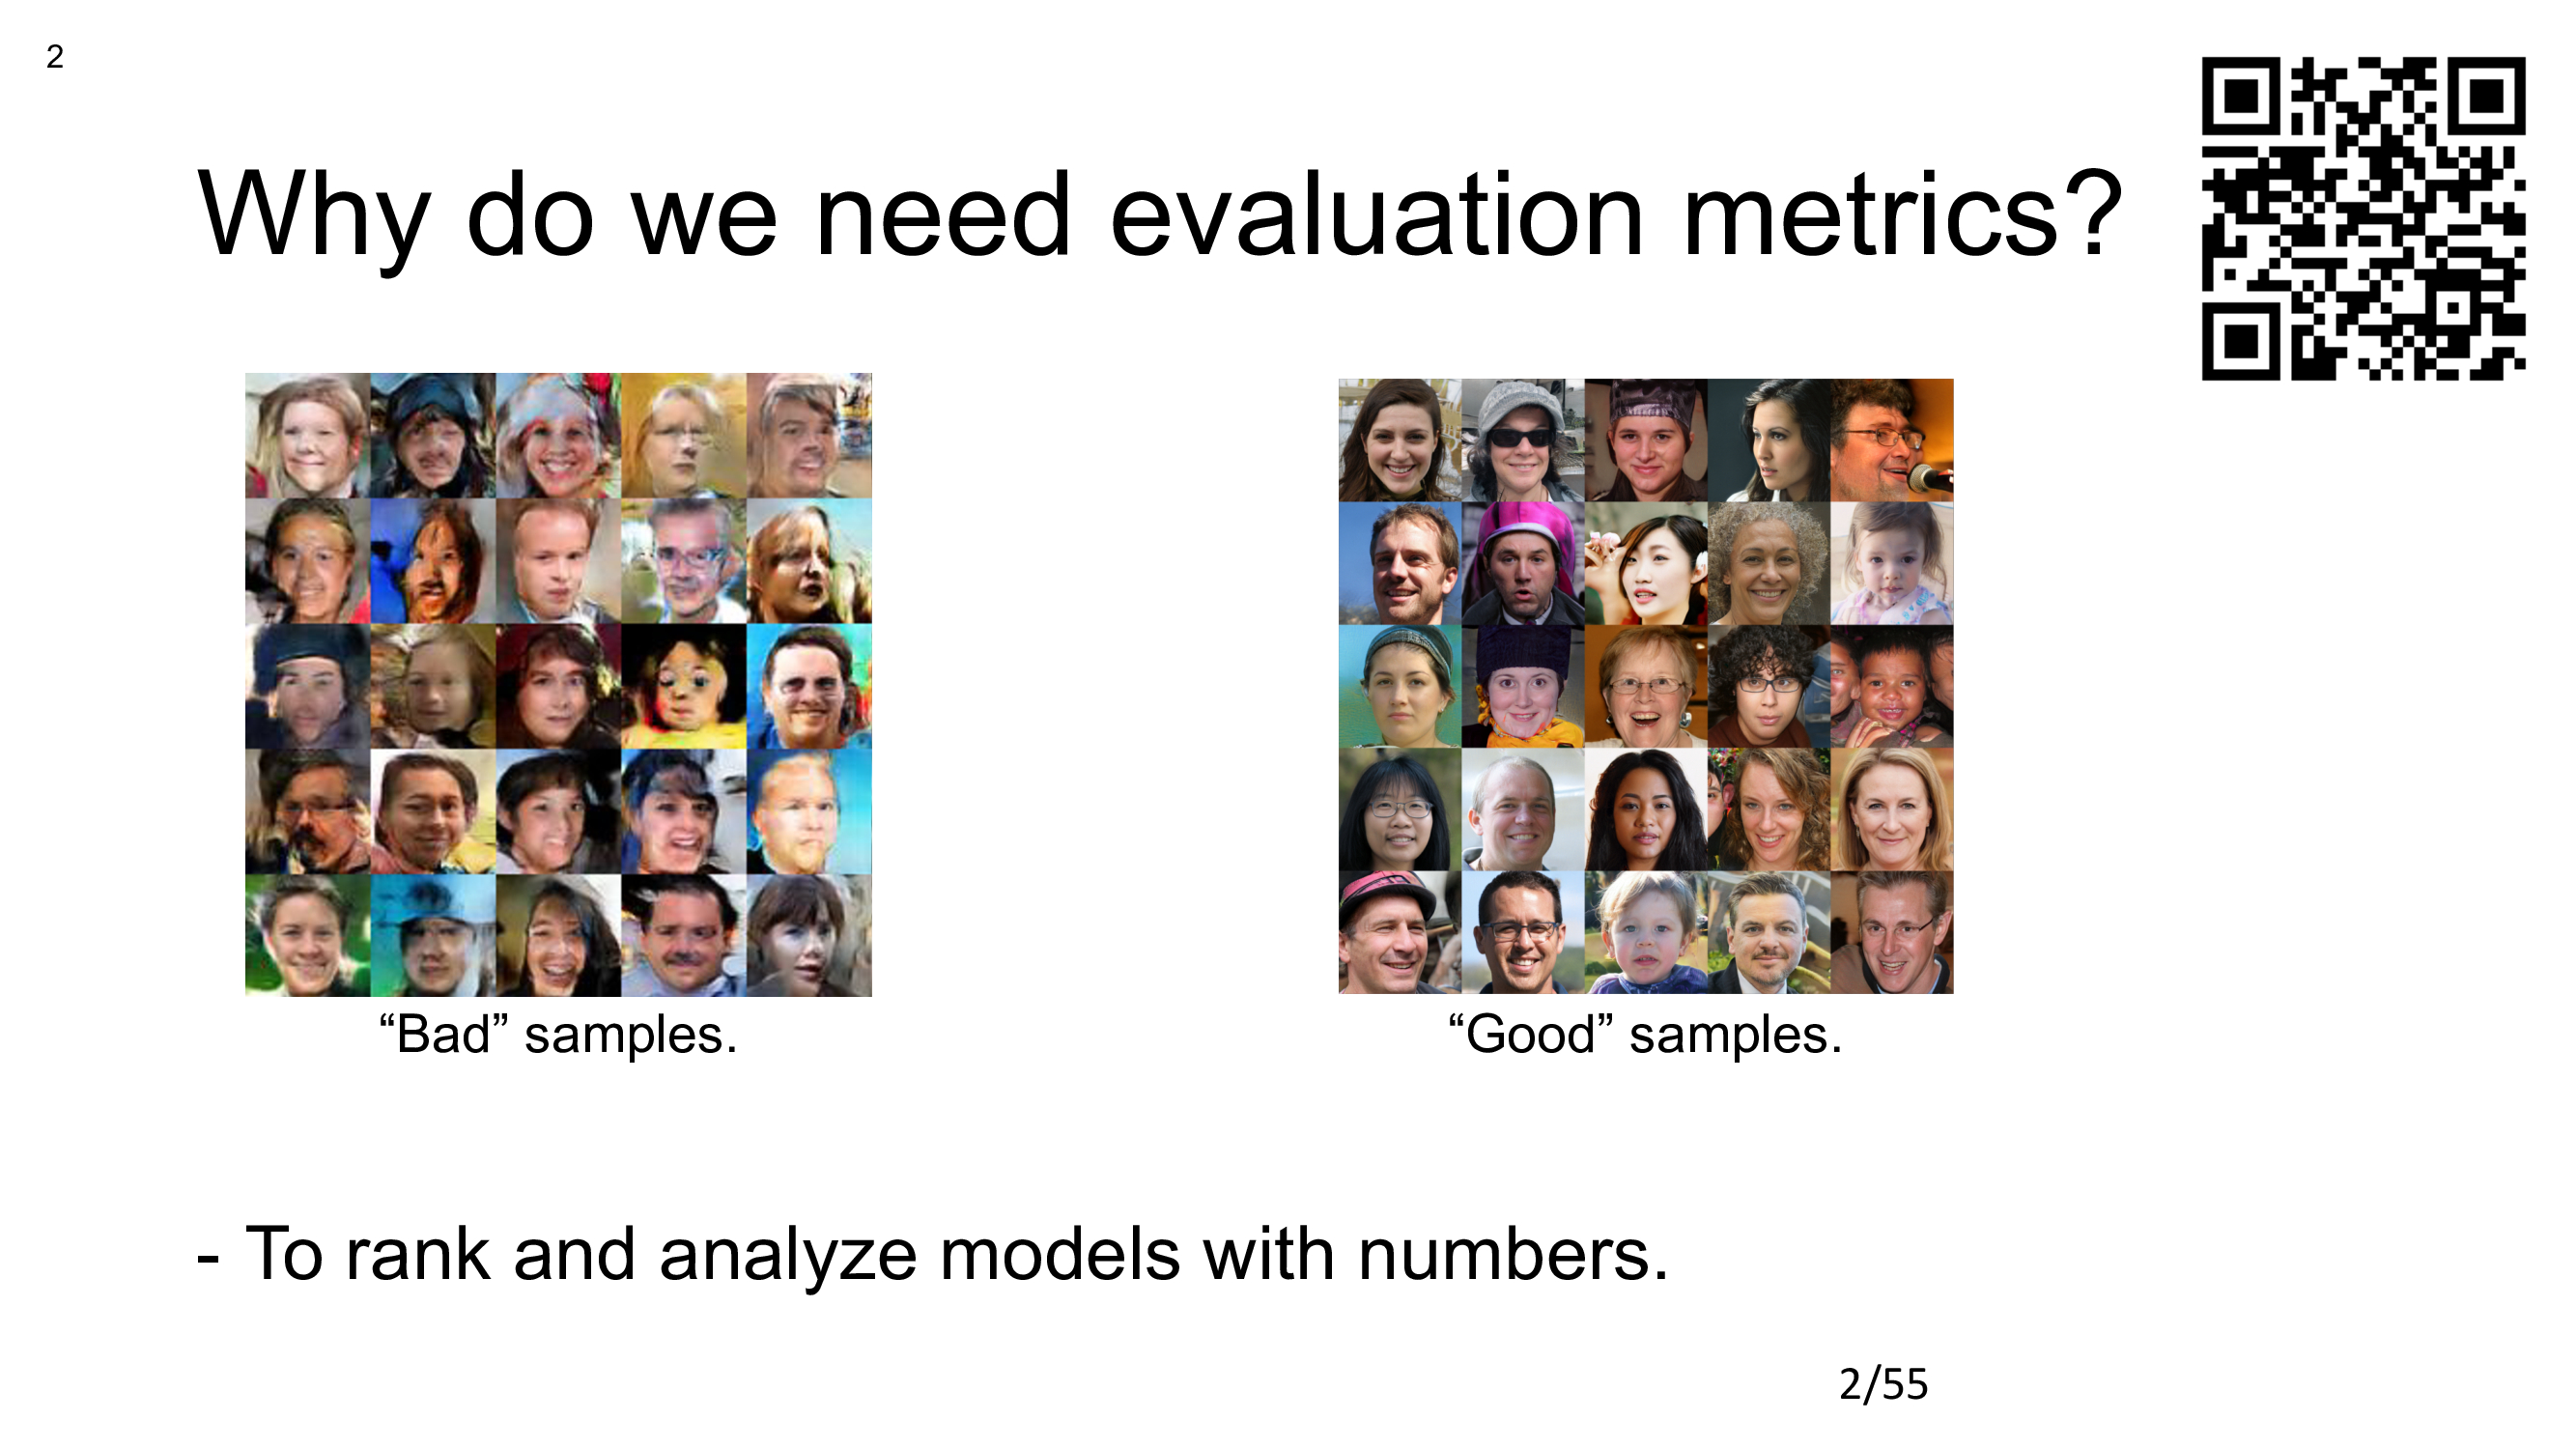 2
Why do we need evaluation metrics?
“Bad” samples.
“Good” samples.
- To rank and analyze models with numbers.
2/55